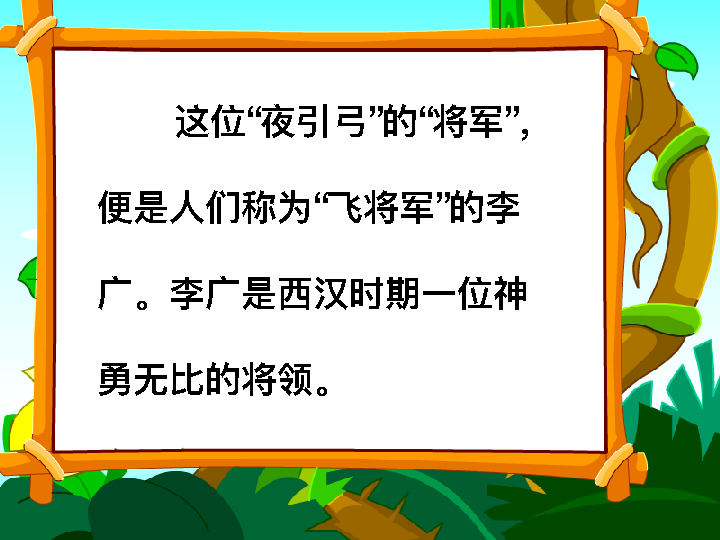 这位“夜引弓”的“将军”，
便是人们称为“飞将军”的李
广。李广是西汉时期一位神
勇无比的将领。